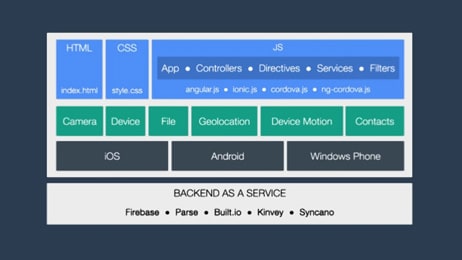 HTML
CSS
JS
App • Controllers • Directives • Services • Filters
index.html
style.css
angular.js • ionic.js • cordova.js • ng-cordova.js
Camera
Device
File
Geolocation
Device Motion
Contacts
iOS
Android
Windows Phone
BACKEND AS A SERVICE
Firebase • Parse • Built.io • Kinvey • Syncano